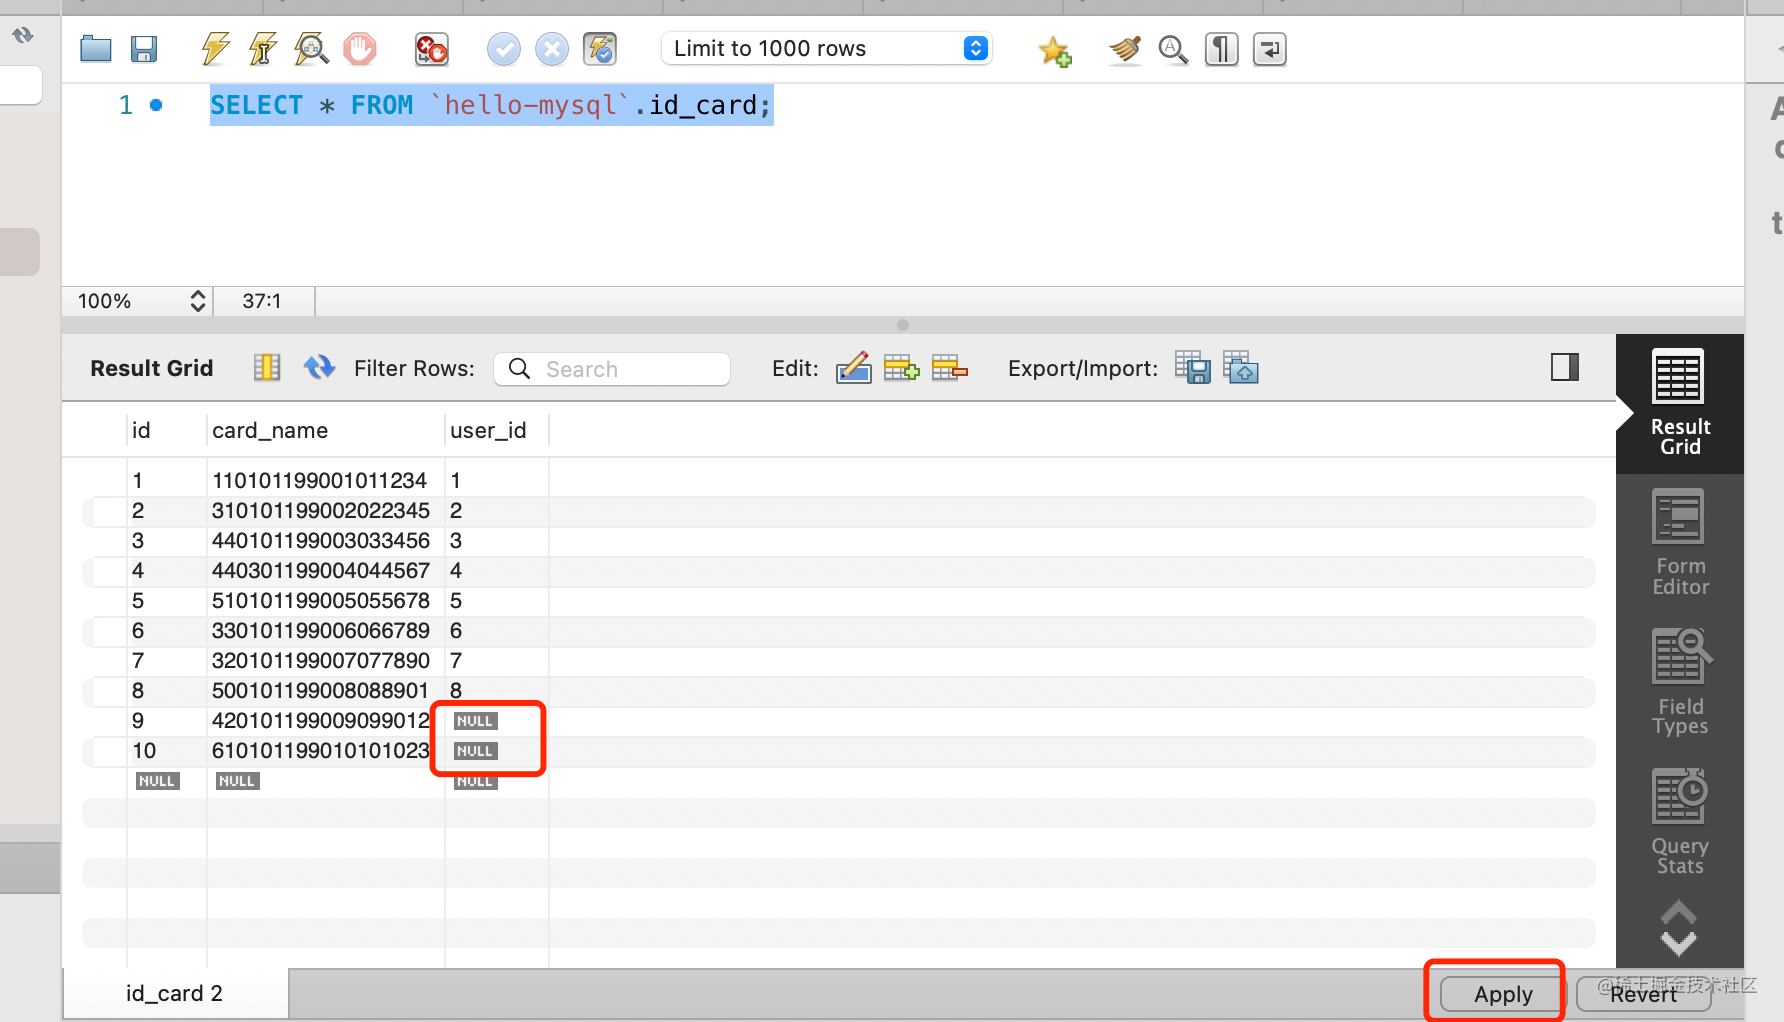 Limit to 1000 rows
1 SELECT * FROM `hello-mysql`.id_card;
100% 37:1
Result Grid Filter Rows: Search Edit: Export/Import:
id card_name user_id
1 110101199001011234 1
2 310101199002022345 2
3 440101199003033456 3
4 440301199004044567 4
5 510101199005055678 5
6 330101199006066789 6
7 320101199007077890 7
8 500101199008088901 8
9 420101199009099012 NULL
10 610101199010101023 NULL
NULL NULL NULL
Result
Grid
Form
Editor
Field
Types
Query
Stats
id_card 2
Apply
Revert
@稀土掘金技术社区